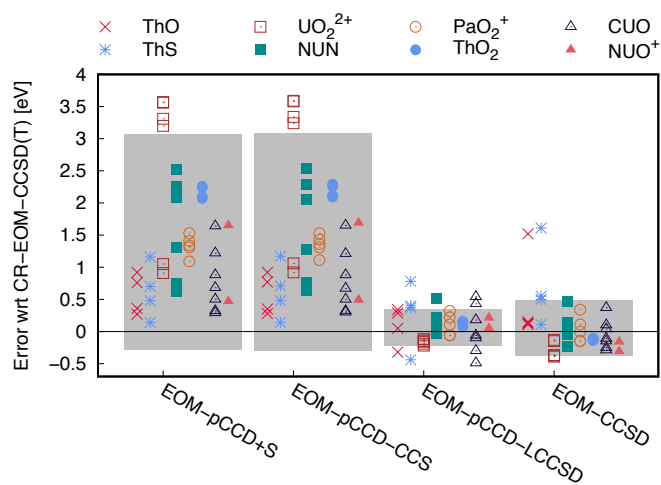 ThO UO₂²⁺ PaO₂⁺ CUO
ThS NUN ThO₂ NUO⁺
Error wrt CR−EOM−CCSD(T) [eV]
4
3.5
3
2.5
2
1.5
1
0.5
0
−0.5
EOM−pCCD+S
EOM−pCCD−CCS
EOM−pCCD−LCCSD
EOM−CCSD